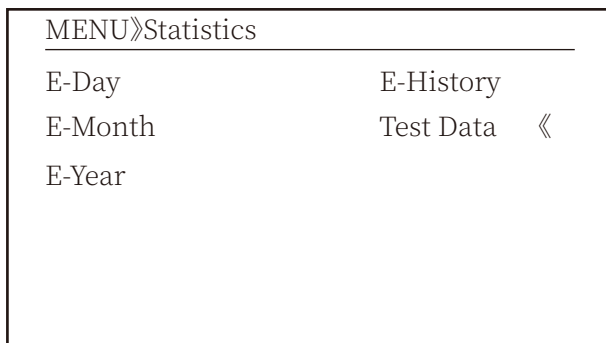 MENU》Statistics
E-Day E-History
E-Month Test Data 《
E-Year